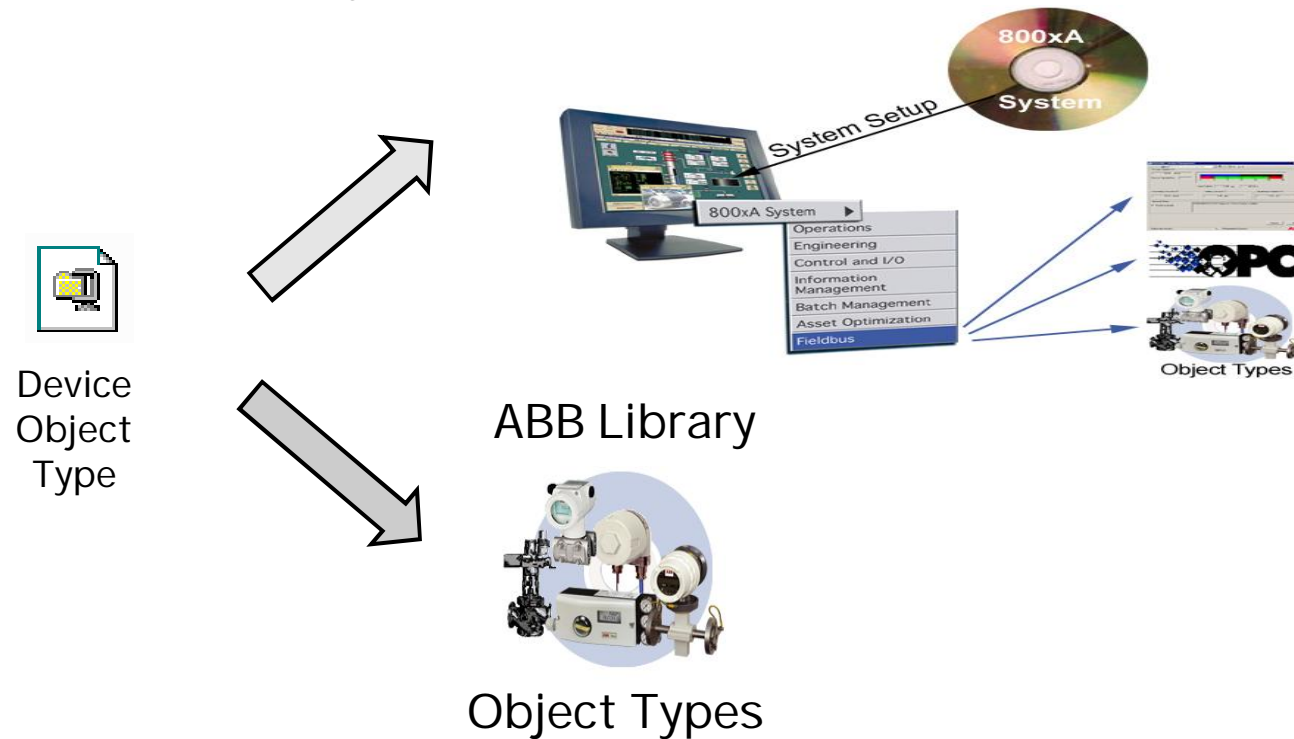 800xA
System
System Setup
800xA System
Operations
Engineering
Control and I/O
Information
Management
Batch Management
Asset Optimization
Fieldbus
OPC
Object Types
Device
Object
Type
ABB Library
Object Types